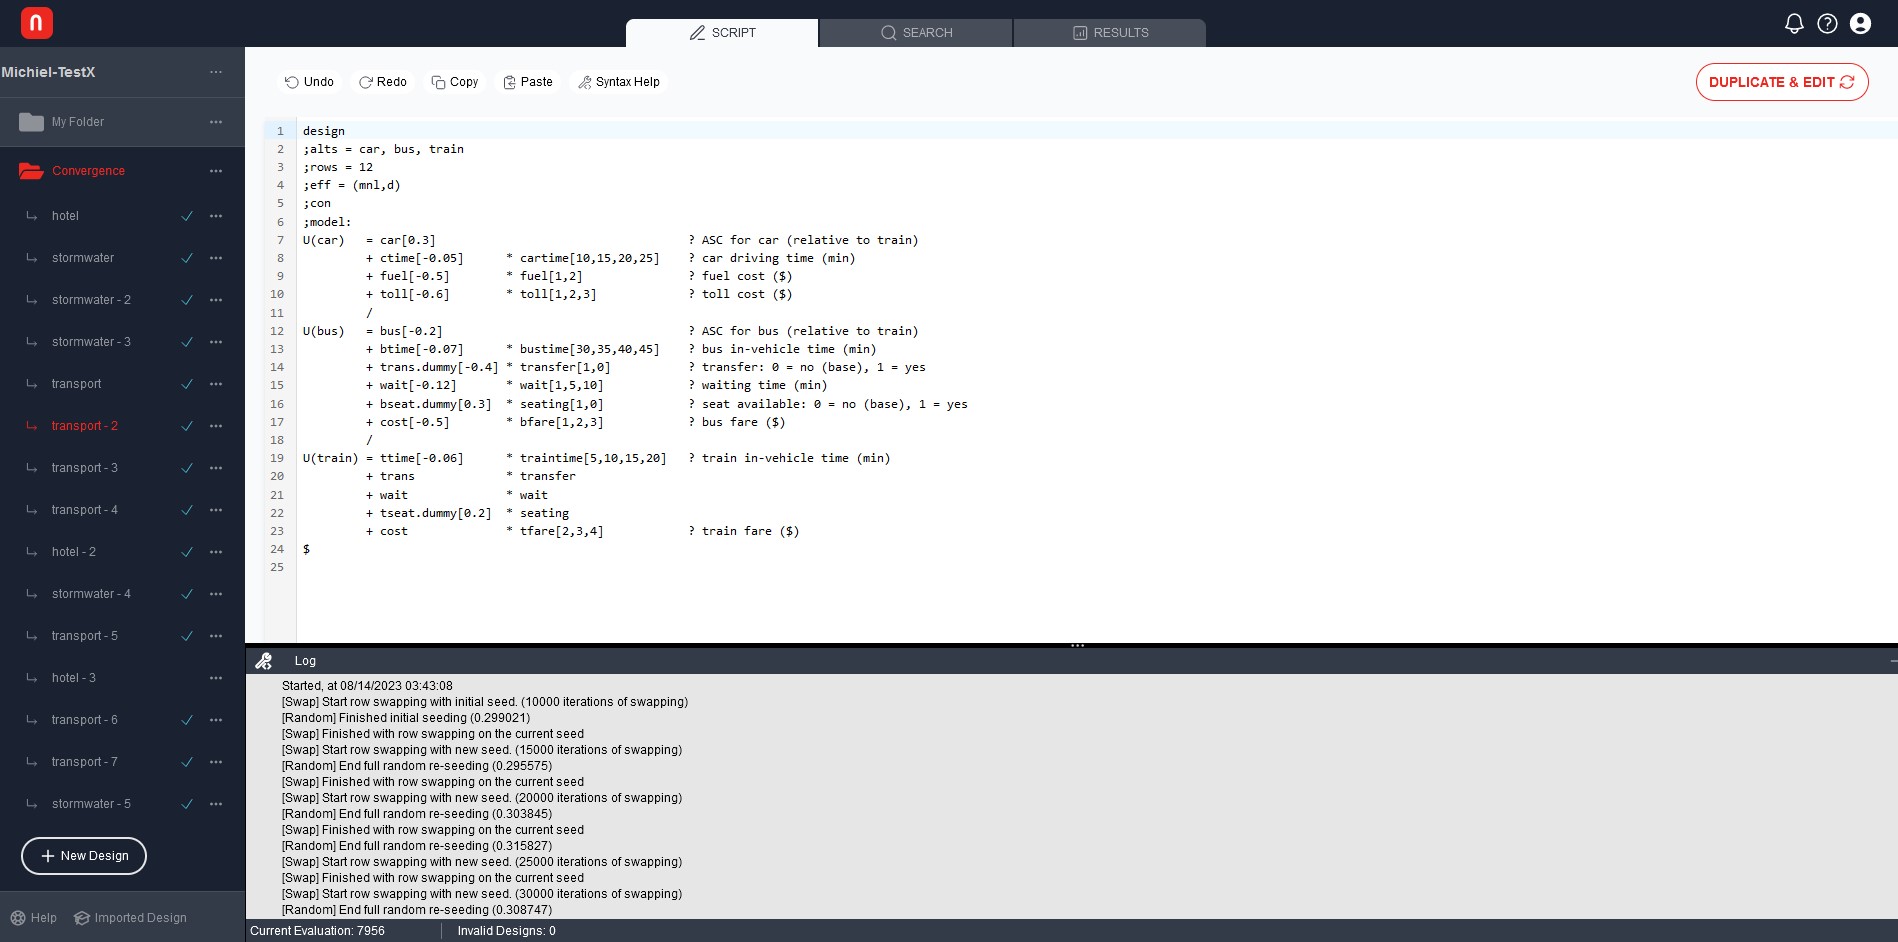 SCRIPT
SEARCH
RESULTS
Michiel-TestX
My Folder
Convergence
hotel
stormwater
stormwater - 2
stormwater - 3
transport
transport - 2
transport - 3
transport - 4
hotel - 2
stormwater - 4
transport - 5
hotel - 3
transport - 6
transport - 7
stormwater - 5
New Design
Help Imported Design
Undo Redo Copy Paste Syntax Help
DUPLICATE & EDIT
1 design
2 ;alts = car, bus, train
3 ;rows = 12
4 ;eff = (mnl,d)
5 ;con
6 ;model:
7 U(car) = car[0.3] ? ASC for car (relative to train)
8 + ctime[-0.05] * cartime[10,15,20,25] ? car driving time (min)
9 + fuel[-0.5] * fuel[1,2] ? fuel cost ($)
10 + toll[-0.6] * toll[1,2,3] ? toll cost ($)
11 /
12 U(bus) = bus[-0.2] ? ASC for bus (relative to train)
13 + btime[-0.07] * bustime[30,35,40,45] ? bus in-vehicle time (min)
14 + trans.dummy[-0.4] * transfer[1,0] ? transfer: 0 = no (base), 1 = yes
15 + wait[-0.12] * wait[1,5,10] ? waiting time (min)
16 + bseat.dummy[0.3] * seating[1,0] ? seat available: 0 = no (base), 1 = yes
17 + cost[-0.5] * bfare[1,2,3] ? bus fare ($)
18 /
19 U(train) = ttime[-0.06] * traintime[5,10,15,20] ? train in-vehicle time (min)
20 + trans * transfer
21 + wait * wait
22 + tseat.dummy[0.2] * seating
23 + cost * tfare[2,3,4] ? train fare ($)
24 $
25
Log
Started, at 08/14/2023 03:43:08
[Swap] Start row swapping with initial seed. (10000 iterations of swapping)
[Random] Finished initial seeding (0.299021)
[Swap] Finished with row swapping on the current seed
[Swap] Start row swapping with new seed. (15000 iterations of swapping)
[Random] End full random re-seeding (0.295575)
[Swap] Finished with row swapping on the current seed
[Swap] Start row swapping with new seed. (20000 iterations of swapping)
[Random] End full random re-seeding (0.303845)
[Swap] Finished with row swapping on the current seed
[Random] End full random re-seeding (0.315827)
[Swap] Start row swapping with new seed. (25000 iterations of swapping)
[Swap] Finished with row swapping on the current seed
[Swap] Start row swapping with new seed. (30000 iterations of swapping)
[Random] End full random re-seeding (0.308747)
Current Evaluation: 7956 Invalid Designs: 0